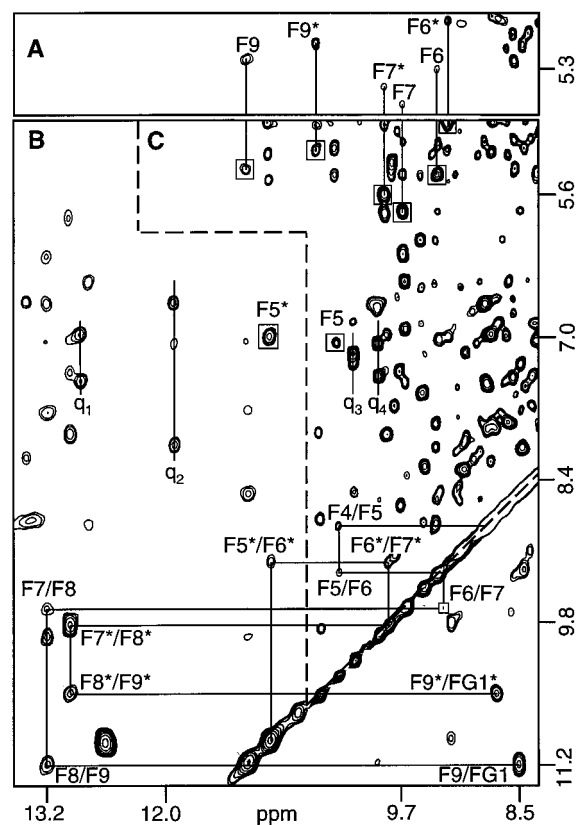 A
F9
F9*
F6*
F6
F7*
F7
5.3
B
C
5.6
F5*
F5
7.0
q1
q3
q4
q2
8.4
F4/F5
F5*/F6*
F6*/F7*
F7/F8
F5/F6
F6/F7
9.8
F7*/F8*
F8*/F9*
F9*/FG1*
F8/F9
F9/FG1
11.2
13.2 12.0 ppm 9.7 8.5